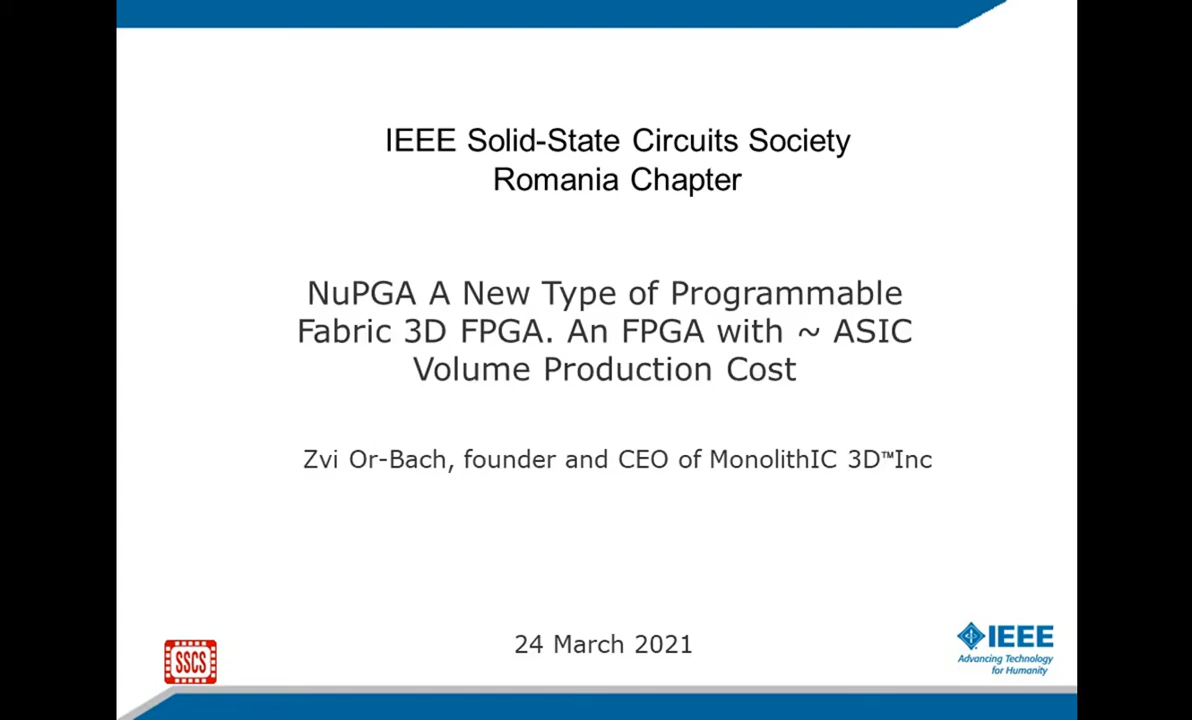 IEEE Solid-State Circuits Society
Romania Chapter
NuPGA A New Type of Programmable
Fabric 3D FPGA. An FPGA with ~ ASIC
Volume Production Cost
Zvi Or-Bach, founder and CEO of MonolithIC 3D™Inc
24 March 2021
SSCS
IEEE
Advancing Technology
for Humanity